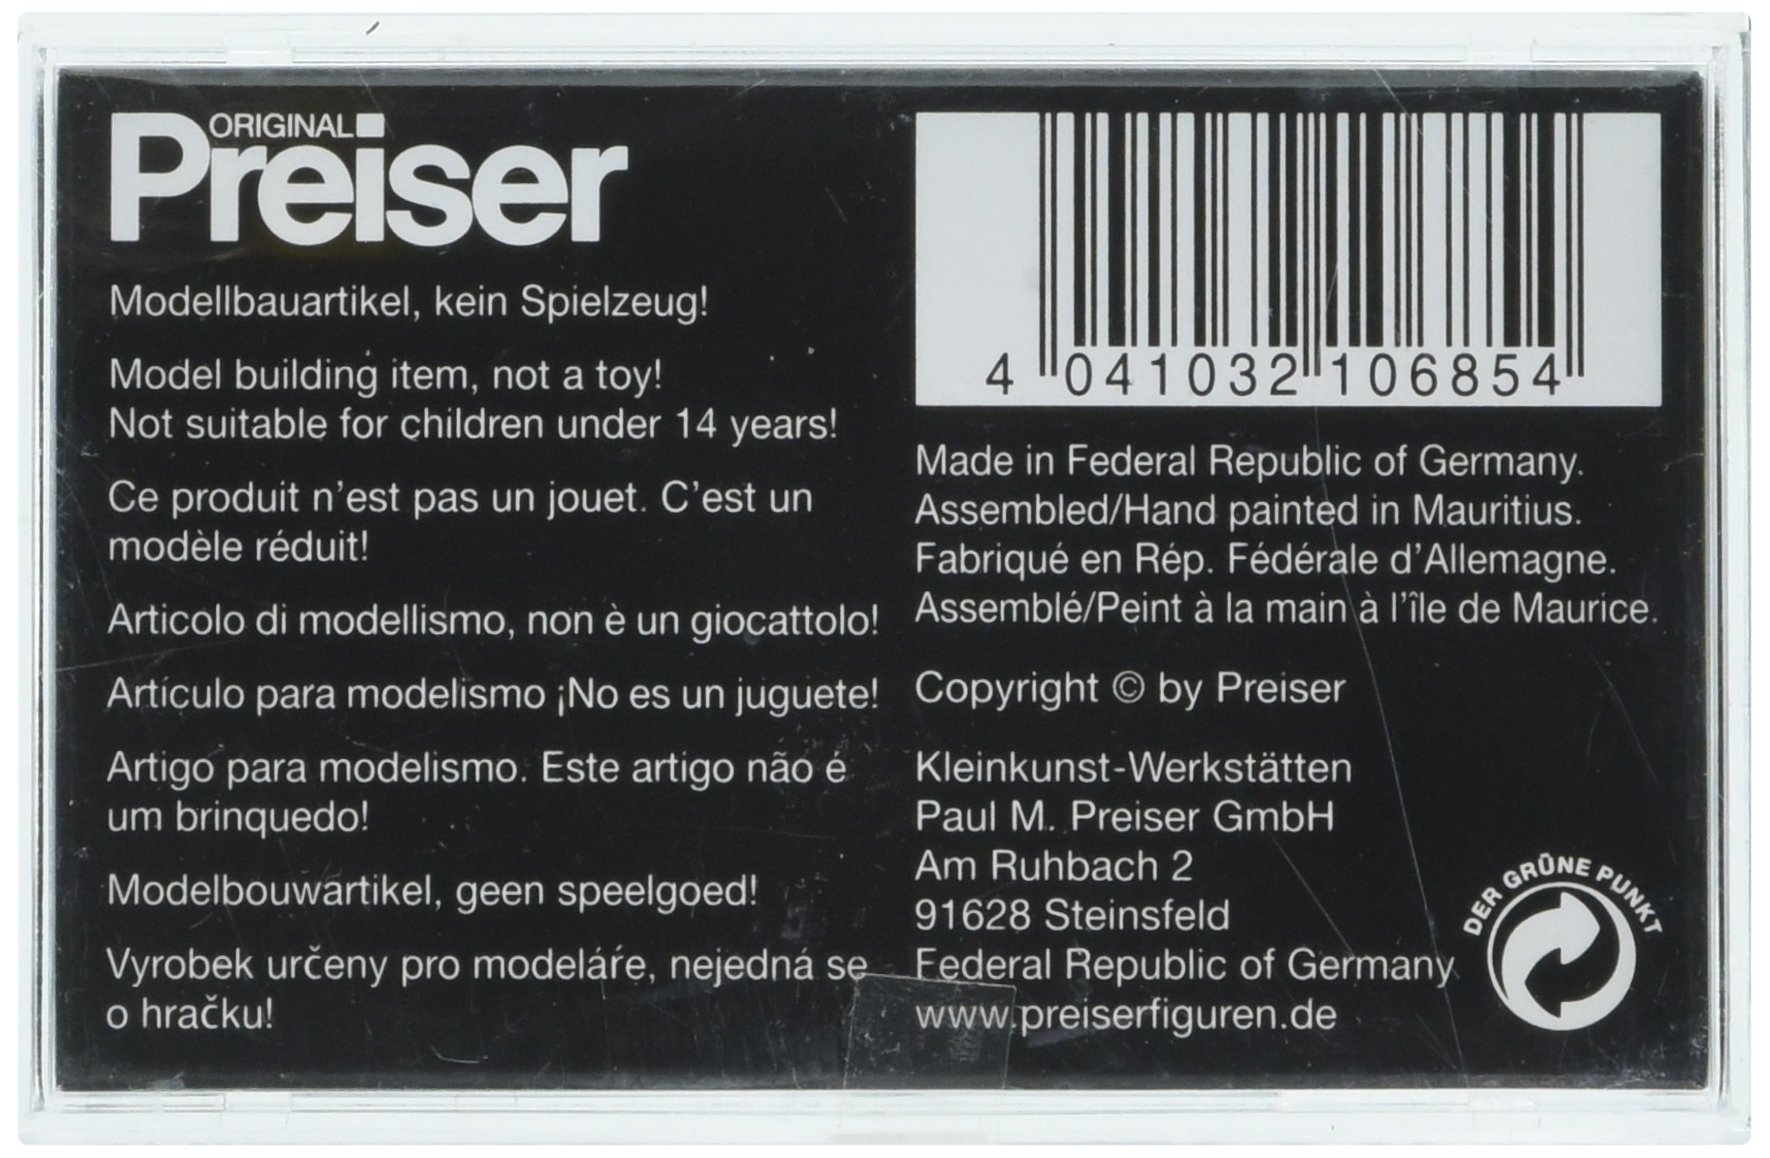 ORIGINAL
Preiser
Modellbauartikel, kein Spielzeug!
Model building item, not a toy!
Not suitable for children under 14 years!
Ce produit n'est pas un jouet. C'est un
modèle réduit!
Articolo di modellismo, non è un giocattolo!
Artículo para modelismo ¡No es un juguete!
Artigo para modelismo. Este artigo não é
um brinquedo!
Modelbouwartikel, geen speelgoed!
Vyrobek určeny pro modeláře, nejedná se
o hračku!
4 041032 106854
Made in Federal Republic of Germany.
Assembled/Hand painted in Mauritius.
Fabriqué en Rép. Fédérale d'Allemagne.
Assemblé/Peint à la main à l'île de Maurice.
Copyright © by Preiser
Kleinkunst-Werkstätten
Paul M. Preiser GmbH
Am Ruhbach 2
91628 Steinsfeld
Federal Republic of Germany
www.preiserfiguren.de
DER GRÜNE PUNKT